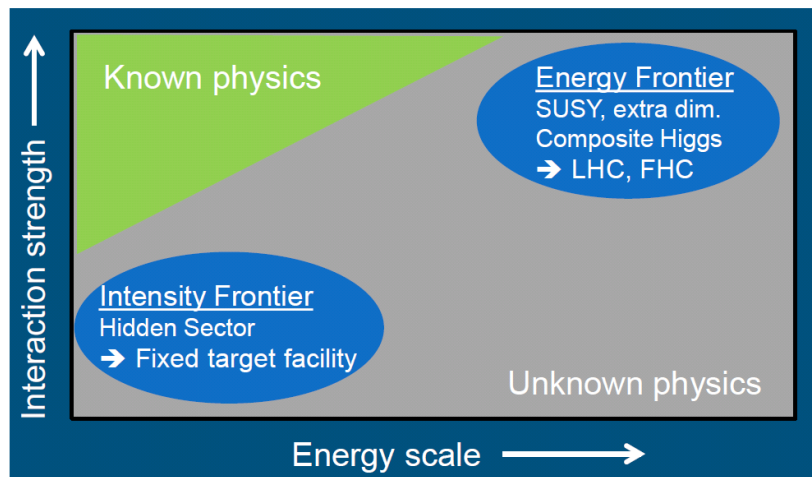 Known physics
Energy Frontier
SUSY, extra dim.
Composite Higgs
➔ LHC, FHC
Intensity Frontier
Hidden Sector
➔ Fixed target facility
Unknown physics
Interaction strength
Energy scale